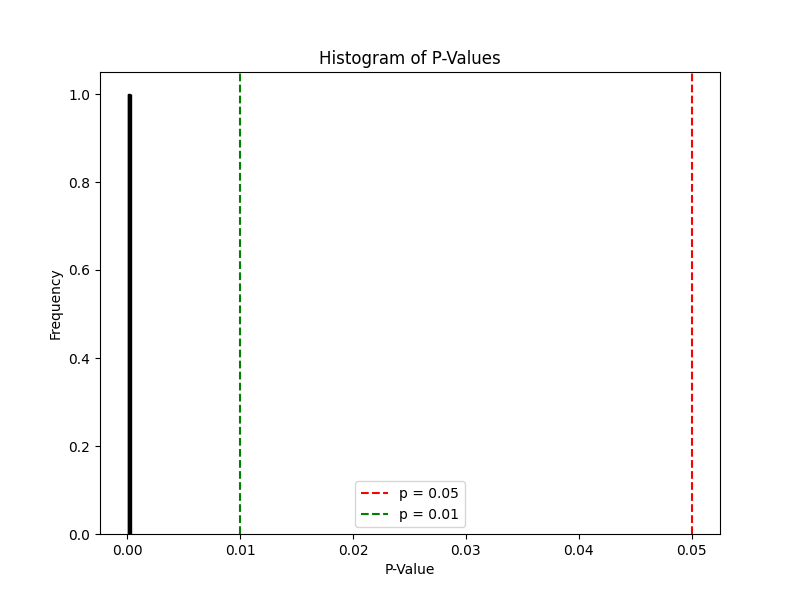 Histogram of P-Values
1.0
0.8
0.6
0.4
0.2
0.0
Frequency
p = 0.05
p = 0.01
0.00 0.01 0.02 0.03 0.04 0.05
P-Value